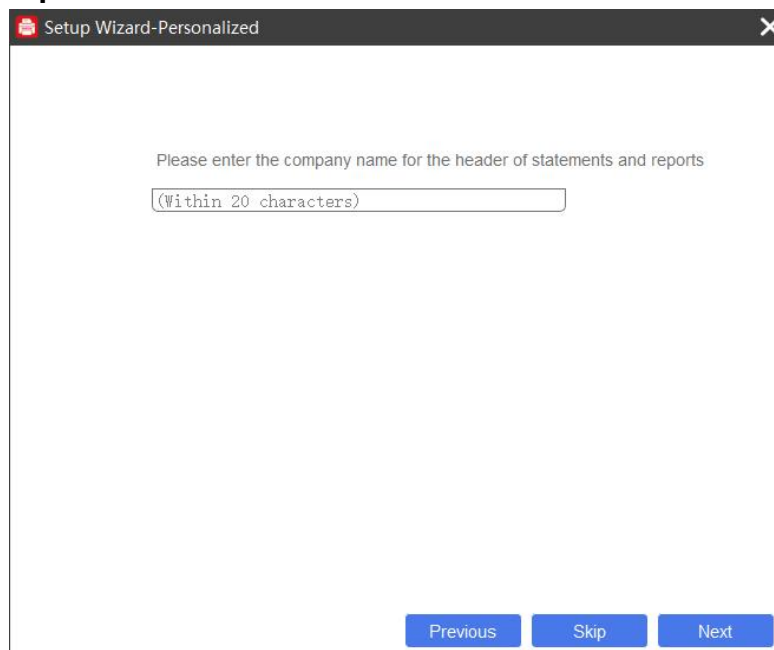 Setup Wizard-Personalized
Please enter the company name for the header of statements and reports
(Within 20 characters)
Previous Skip Next